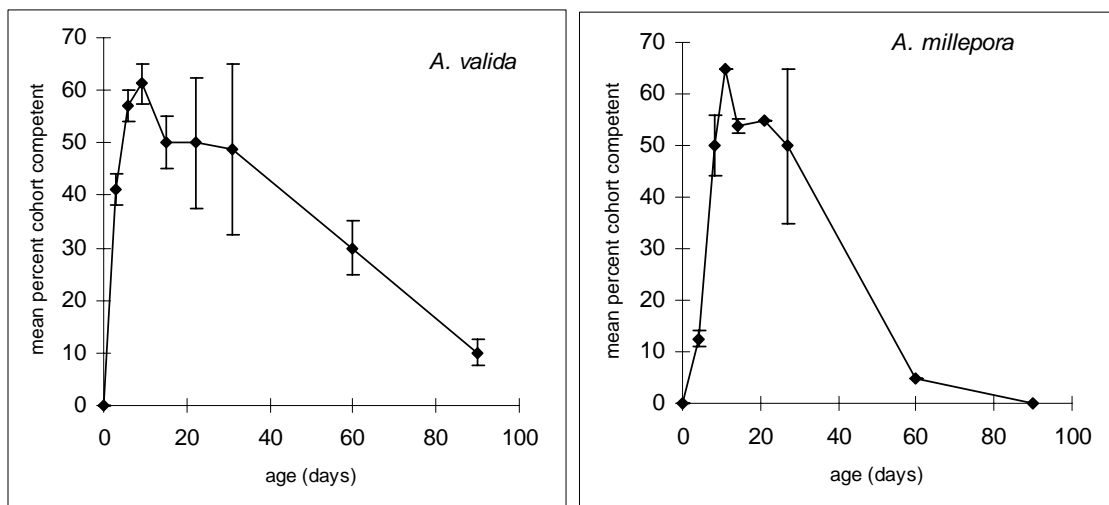 A. valida
mean percent cohort competent
70
60
50
40
30
20
10
0
0 20 40 60 80 100
age (days)
A. millepora
mean percent cohort competent
70
60
50
40
30
20
10
0
0 20 40 60 80 100
age (days)